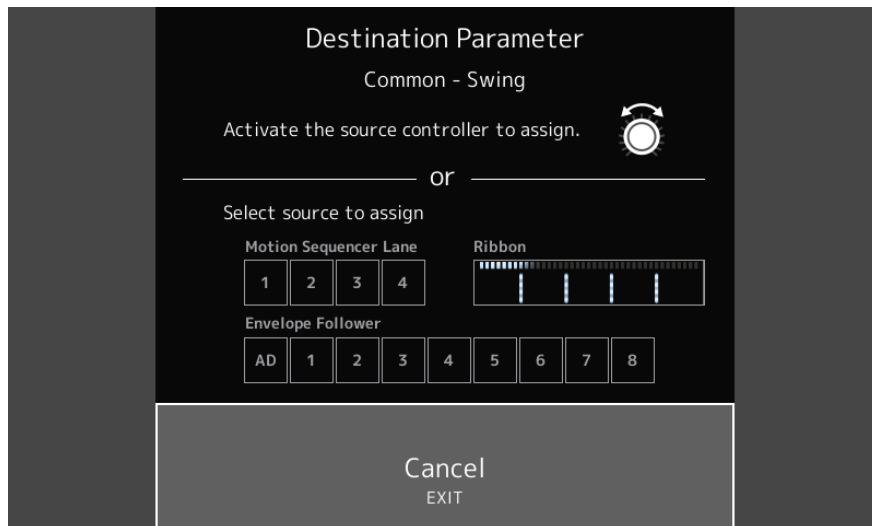 Destination Parameter
Common - Swing
Activate the source controller to assign.
or
Select source to assign
Motion Sequencer Lane
Ribbon
1 2 3 4
Envelope Follower
AD 1 2 3 4 5 6 7 8
Cancel
EXIT